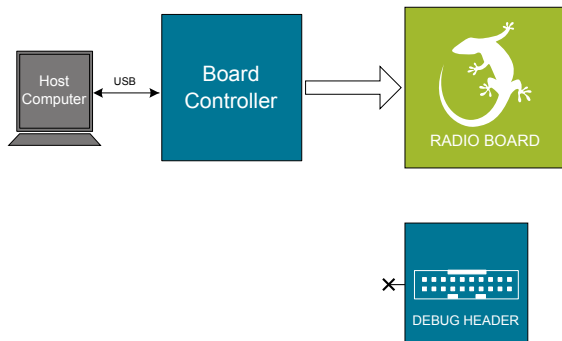 Host
Computer
USB
Board
Controller
RADIO BOARD
DEBUG HEADER